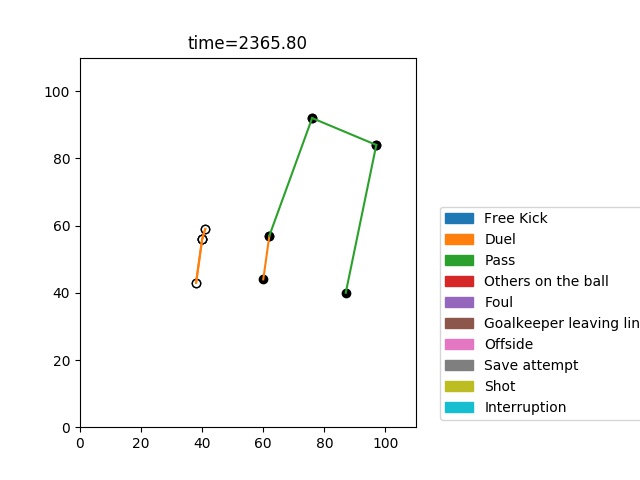 time=2365.80
100
80
60
40
20
0
0 20 40 60 80 100
Free Kick
Duel
Pass
Others on the ball
Foul
Goalkeeper leaving lin
Offside
Save attempt
Shot
Interruption